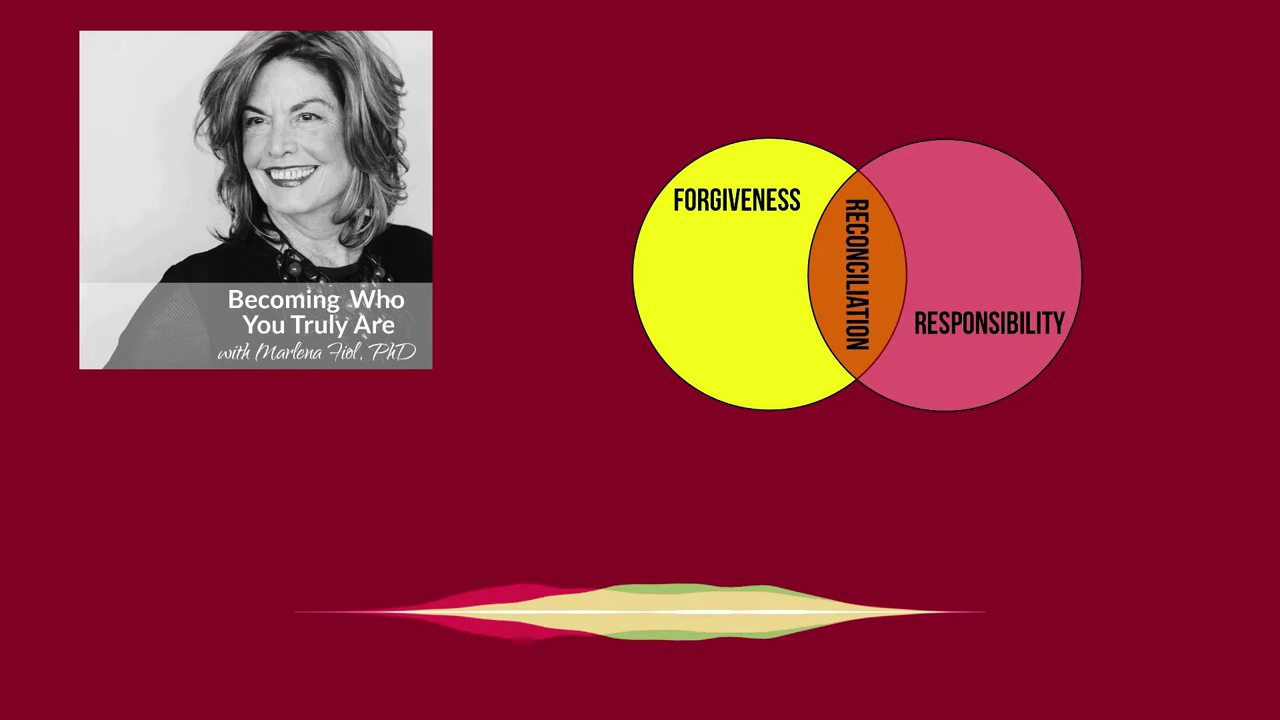 Becoming Who
You Truly Are
with Marlena Fiol, PhD
FORGIVENESS
RECONCILIATION
RESPONSIBILITY